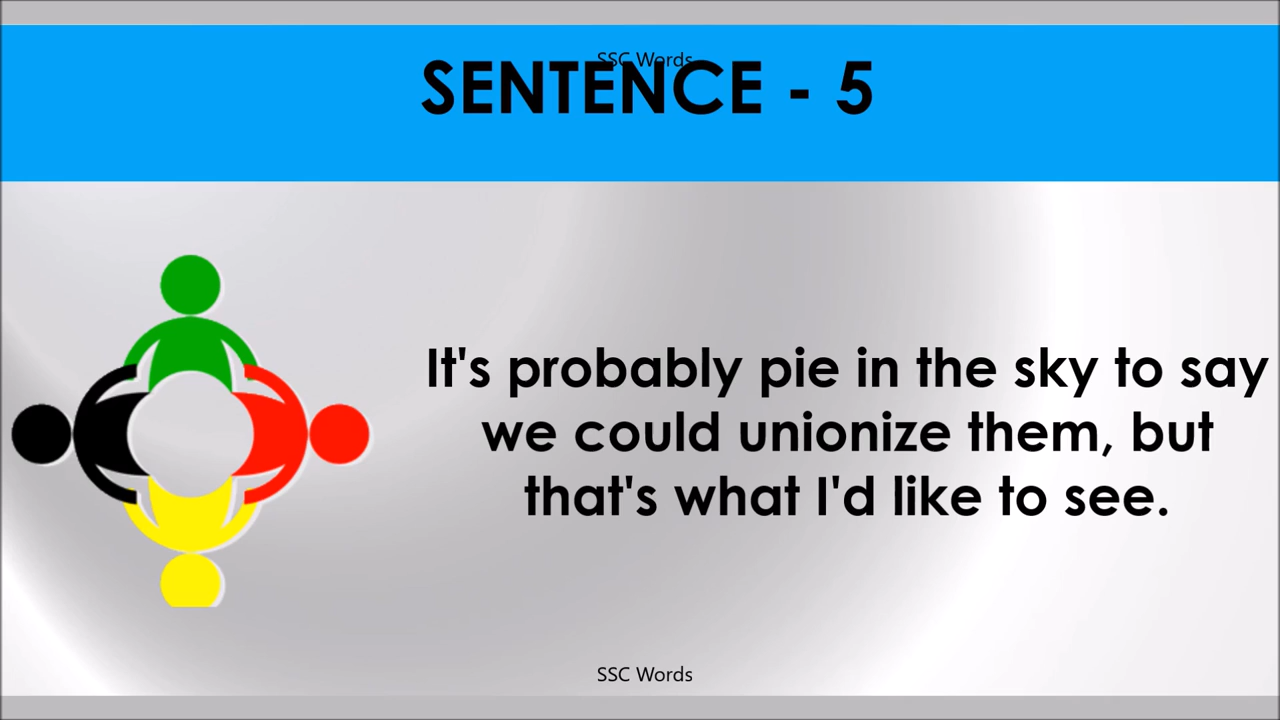 SSC Words
SENTENCE - 5
It's probably pie in the sky to say
we could unionize them, but
that's what I'd like to see.
SSC Words